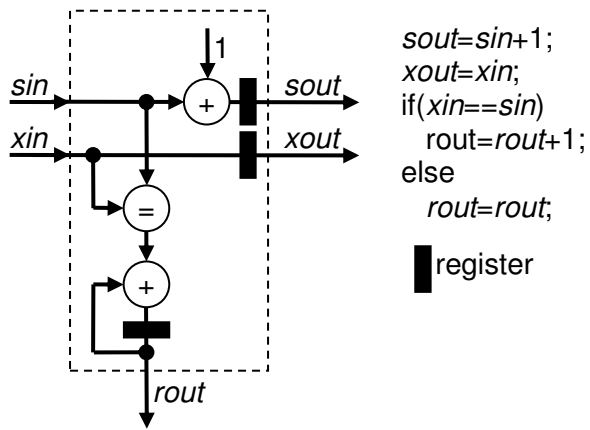 1
sin
+
sout
xin
xout
=
+
rout
sout=sin+1;
xout=xin;
if(xin==sin)
rout=rout+1;
else
rout=rout;
register